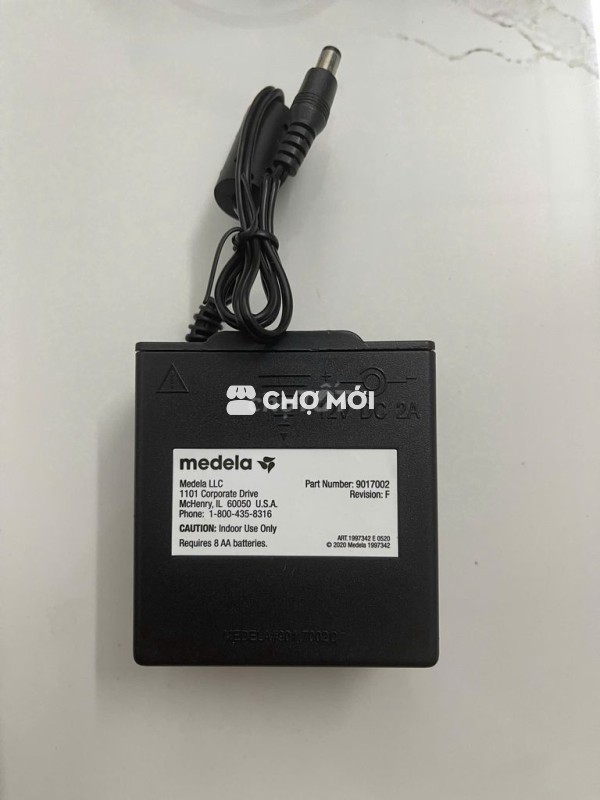 CHỢ MỚI
12V DC 2A
medela
Medela LLC
1101 Corporate Drive
McHenry, IL 60050 U.S.A.
Phone: 1-800-435-8316
CAUTION: Indoor Use Only
Requires 8 AA batteries.
Part Number: 9017002
Revision: F
ART.1997342 E 0520
© 2020 Medela 1997342